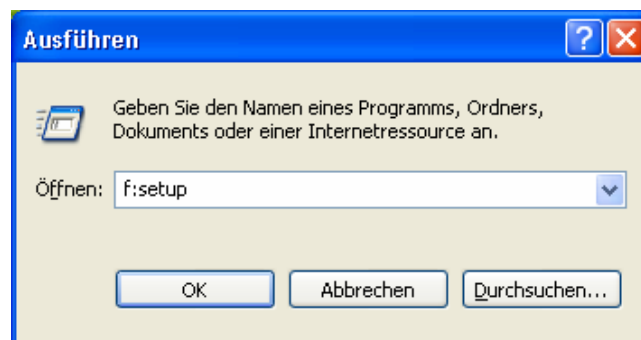 Ausführen
Geben Sie den Namen eines Programms, Ordners,
Dokuments oder einer Internetressource an.
Öffnen: f:setup
OK Abbrechen Durchsuchen...